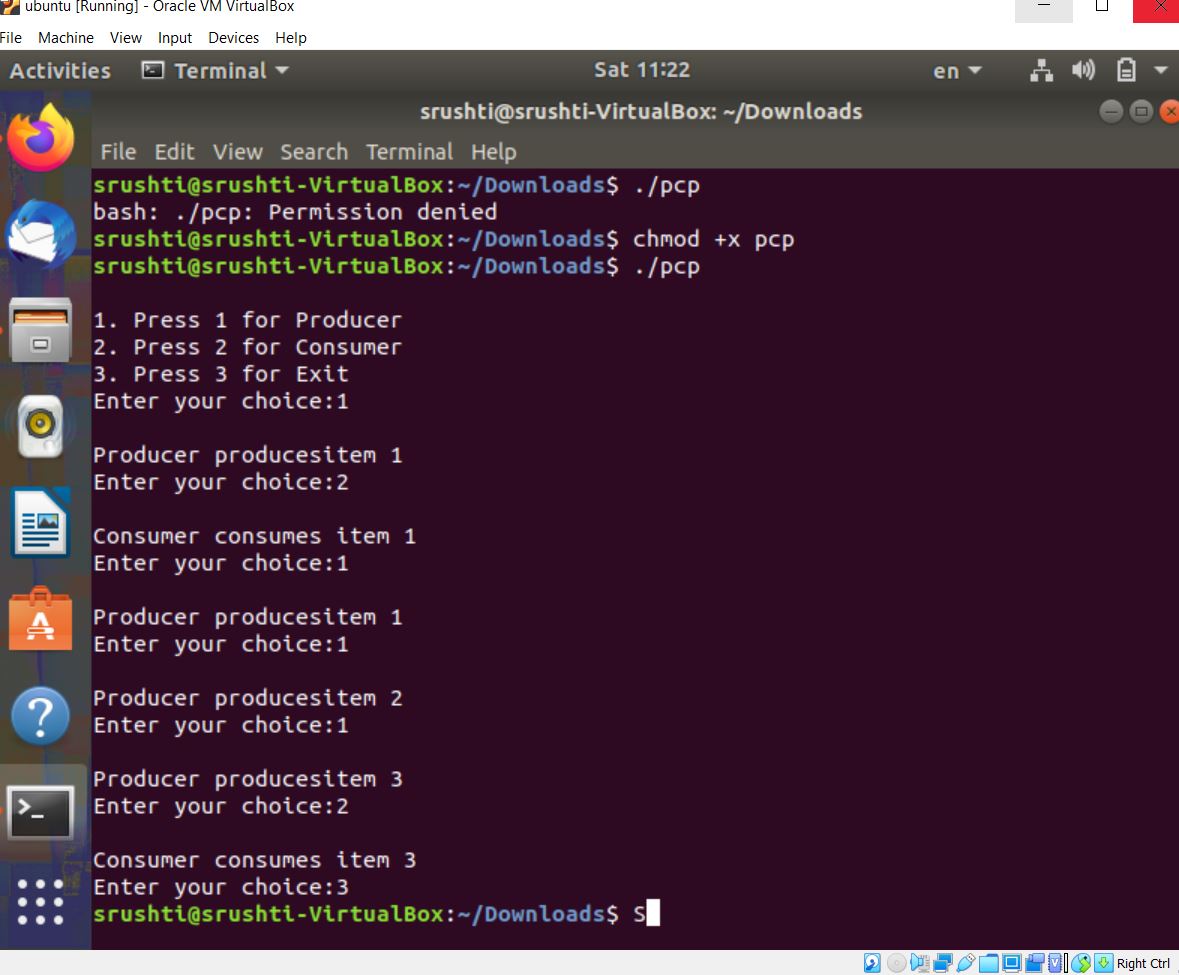 ubuntu [Running] - Oracle VM VirtualBox
File Machine View Input Devices Help
Activities Terminal Sat 11:22 en
srushti@srushti-VirtualBox: ~/Downloads
File Edit View Search Terminal Help
srushti@srushti-VirtualBox:~/Downloads$ ./pcp
bash: ./pcp: Permission denied
srushti@srushti-VirtualBox:~/Downloads$ chmod +x pcp
srushti@srushti-VirtualBox:~/Downloads$ ./pcp
1. Press 1 for Producer
2. Press 2 for Consumer
3. Press 3 for Exit
Enter your choice:1
Producer producesitem 1
Enter your choice:2
Consumer consumes item 1
Enter your choice:1
Producer producesitem 1
Enter your choice:1
Producer producesitem 2
Enter your choice:1
Producer producesitem 3
Enter your choice:2
Consumer consumes item 3
Enter your choice:3
srushti@srushti-VirtualBox:~/Downloads$ S
Right Ctrl